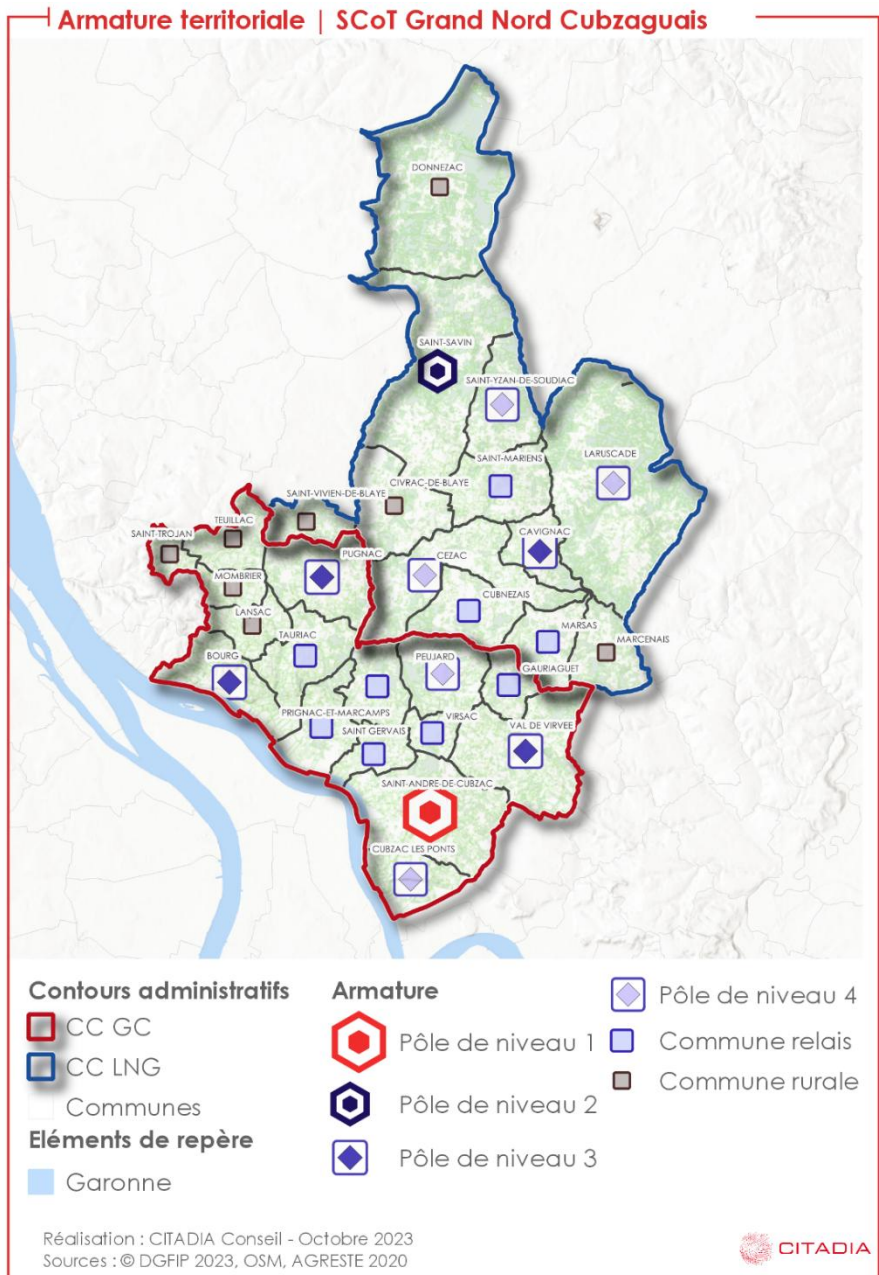 Armature territoriale | SCoT Grand Nord Cubzaguais
DONNEZAC
SAINT-SAVIN
SAINT-YZAN-DE-SOUDIAC
LARUSCADE
SAINT-MARIENS
CIVRAC-DE-BLAYE
SAINT-VIVIEN-DE-BLAYE
TEUILLAC
SAINT-TROJAN
CAVIGNAC
PUGNAC
CEZAC
MOMBRIER
CUBNEZAIS
LANSAC
MARSAS
TAURIAC
MARCENAIS
BOURG
PEUJARD
GAURIAGUET
PRIGNAC-ET-MARCAMPS
VIRSAC
VAL DE VIRVEE
SAINT GERVAIS
SAINT-ANDRE-DE-CUBZAC
CUBZAC LES PONTS
Contours administratifs
CC GC
CC LNG
Communes
Eléments de repère
Garonne
Armature
Pôle de niveau 1
Pôle de niveau 2
Pôle de niveau 3
Pôle de niveau 4
Commune relais
Commune rurale
Réalisation : CITADIA Conseil - Octobre 2023
Sources : © DGFIP 2023, OSM, AGRESTE 2020
CITADIA